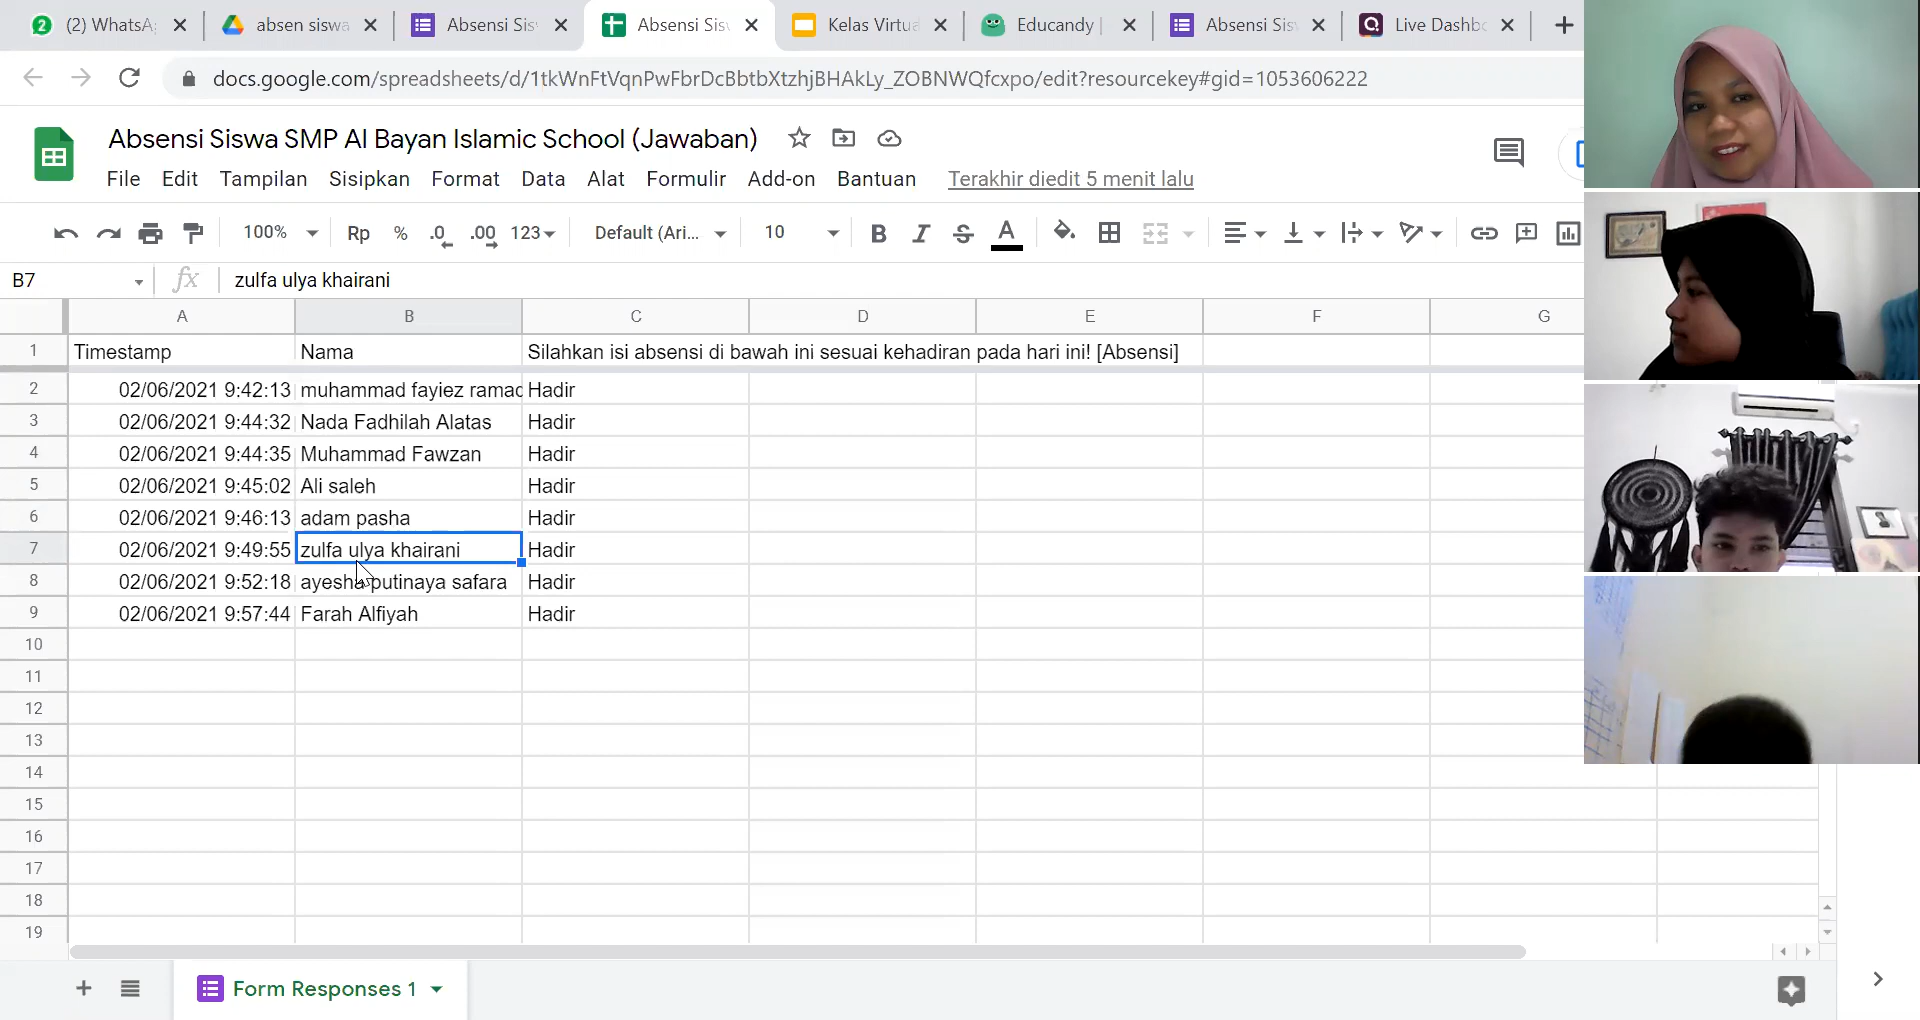 (2) WhatsA
absen siswa
Absensi Sis
Absensi Sis
Kelas Virtua
Educandy |
Absensi Sis
Live Dashbo
docs.google.com/spreadsheets/d/1tkWnFtVqnPwFbrDcBbtbXtzhjBHAkLy_ZOBNWQfcxpo/edit?resourcekey#gid=1053606222
Absensi Siswa SMP Al Bayan Islamic School (Jawaban)
File Edit Tampilan Sisipkan Format Data Alat Formulir Add-on Bantuan Terakhir diedit 5 menit lalu
100% Rp % .0 .00 123 Default (Ari... 10 B I S A
B7 fx zulfa ulya khairani
A B C D E F G
1 Timestamp Nama Silahkan isi absensi di bawah ini sesuai kehadiran pada hari ini! [Absensi]
2 02/06/2021 9:42:13 muhammad fayiez ramad Hadir
3 02/06/2021 9:44:32 Nada Fadhilah Alatas Hadir
4 02/06/2021 9:44:35 Muhammad Fawzan Hadir
5 02/06/2021 9:45:02 Ali saleh Hadir
6 02/06/2021 9:46:13 adam pasha Hadir
7 02/06/2021 9:49:55 zulfa ulya khairani Hadir
8 02/06/2021 9:52:18 ayesha putinaya safara Hadir
9 02/06/2021 9:57:44 Farah Alfiyah Hadir
10
11
12
13
14
15
16
17
18
19
Form Responses 1